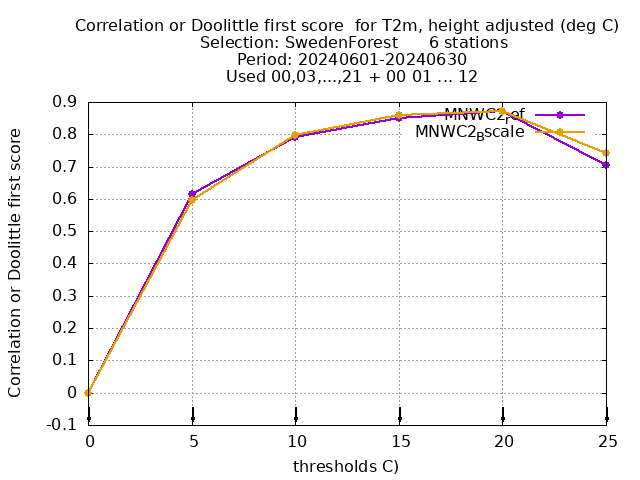 Correlation or Doolittle first score  for T2m, height adjusted (deg C)
Selection: SwedenForest      6 stations
Period: 20240601-20240630
Used 00,03,...,21 + 00 01 ... 12
Correlation or Doolittle first score
0.9
0.8
0.7
0.6
0.5
0.4
0.3
0.2
0.1
0
-0.1
MNWC2ref
MNWC2Bscale
0 5 10 15 20 25
thresholds C)